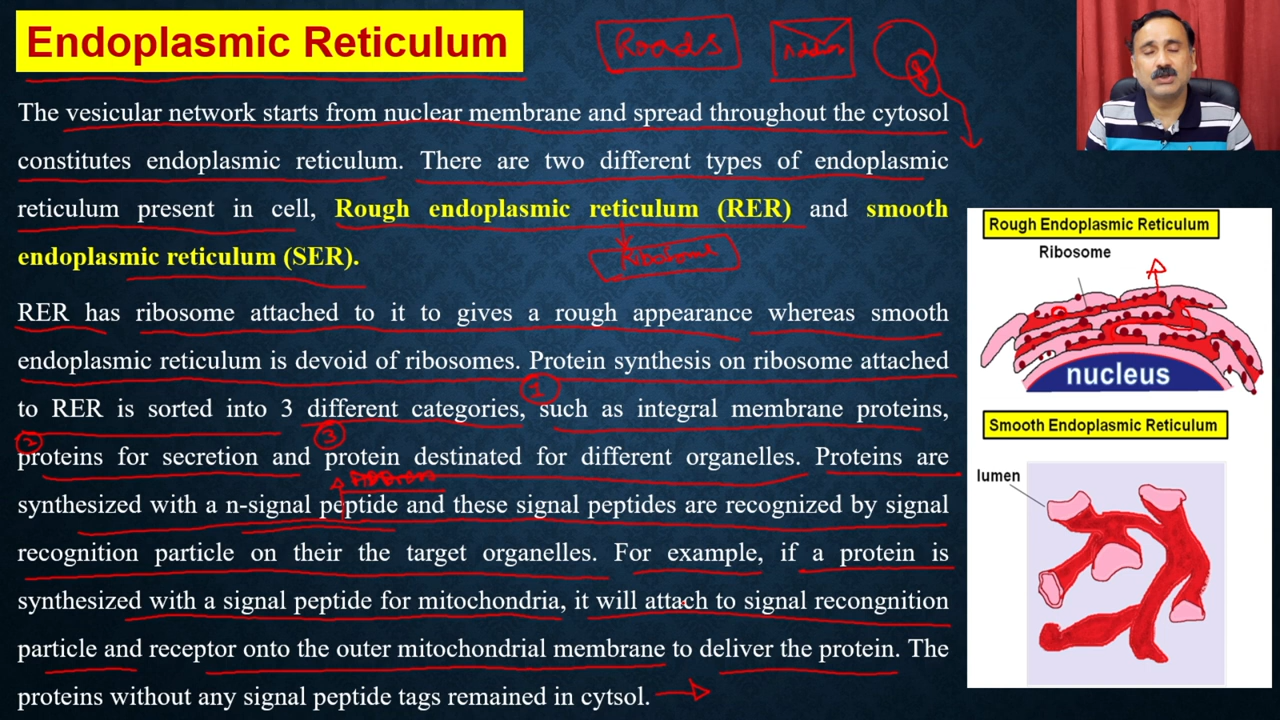 Endoplasmic Reticulum
Roads
The vesicular network starts from nuclear membrane and spread throughout the cytosol
constitutes endoplasmic reticulum. There are two different types of endoplasmic
reticulum present in cell, Rough endoplasmic reticulum (RER) and smooth
endoplasmic reticulum (SER).
Ribosome
RER has ribosome attached to it to gives a rough appearance whereas smooth
endoplasmic reticulum is devoid of ribosomes. Protein synthesis on ribosome attached
1
to RER is sorted into 3 different categories, such as integral membrane proteins,
2
3
proteins for secretion and protein destinated for different organelles. Proteins are
Address
synthesized with a n-signal peptide and these signal peptides are recognized by signal
recognition particle on their the target organelles. For example, if a protein is
synthesized with a signal peptide for mitochondria, it will attach to signal recongnition
particle and receptor onto the outer mitochondrial membrane to deliver the protein. The
proteins without any signal peptide tags remained in cytsol.
Rough Endoplasmic Reticulum
Ribosome
nucleus
Smooth Endoplasmic Reticulum
lumen